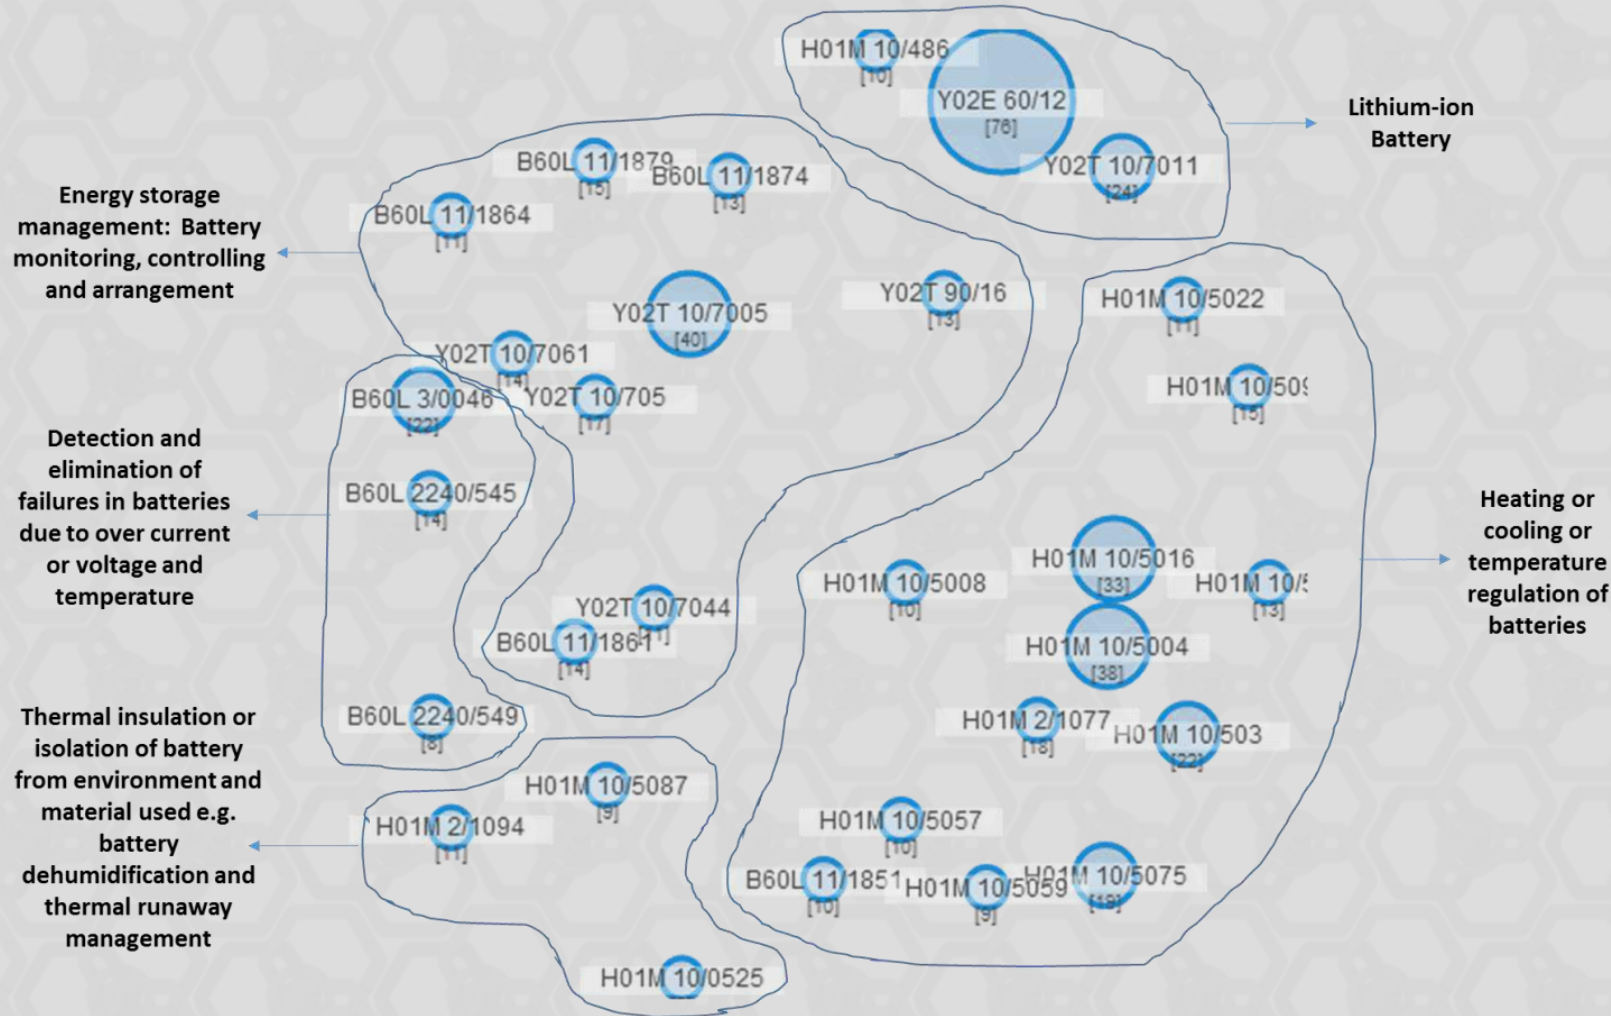 H01M 10/486
[10]
Y02E 60/12
[76]
Y02T 10/7011
[24]
Lithium-ion
Battery
B60L 11/1879
[15]
B60L 11/1874
[13]
B60L 11/1864
[11]
Y02T 10/7005
[40]
Y02T 90/16
[13]
Y02T 10/7061
[14]
Y02T 10/705
[17]
Y02T 10/7044
B60L 11/1861
[14]
Energy storage
management: Battery
monitoring, controlling
and arrangement
B60L 3/0046
[22]
B60L 2240/545
[14]
B60L 2240/549
[8]
Detection and
elimination of
failures in batteries
due to over current
or voltage and
temperature
H01M 10/5087
[9]
H01M 2/1094
[11]
H01M 10/0525
Thermal insulation or
isolation of battery
from environment and
material used e.g.
battery
dehumidification and
thermal runaway
management
H01M 10/5022
[11]
H01M 10/509
[15]
H01M 10/5016
[33]
H01M 10/5008
[10]
H01M 10/5
[13]
H01M 10/5004
[38]
H01M 2/1077
[18]
H01M 10/503
[22]
H01M 10/5057
[10]
B60L 11/1851
[10]
H01M 10/5059
[9]
H01M 10/5075
[19]
Heating or
cooling or
temperature
regulation of
batteries